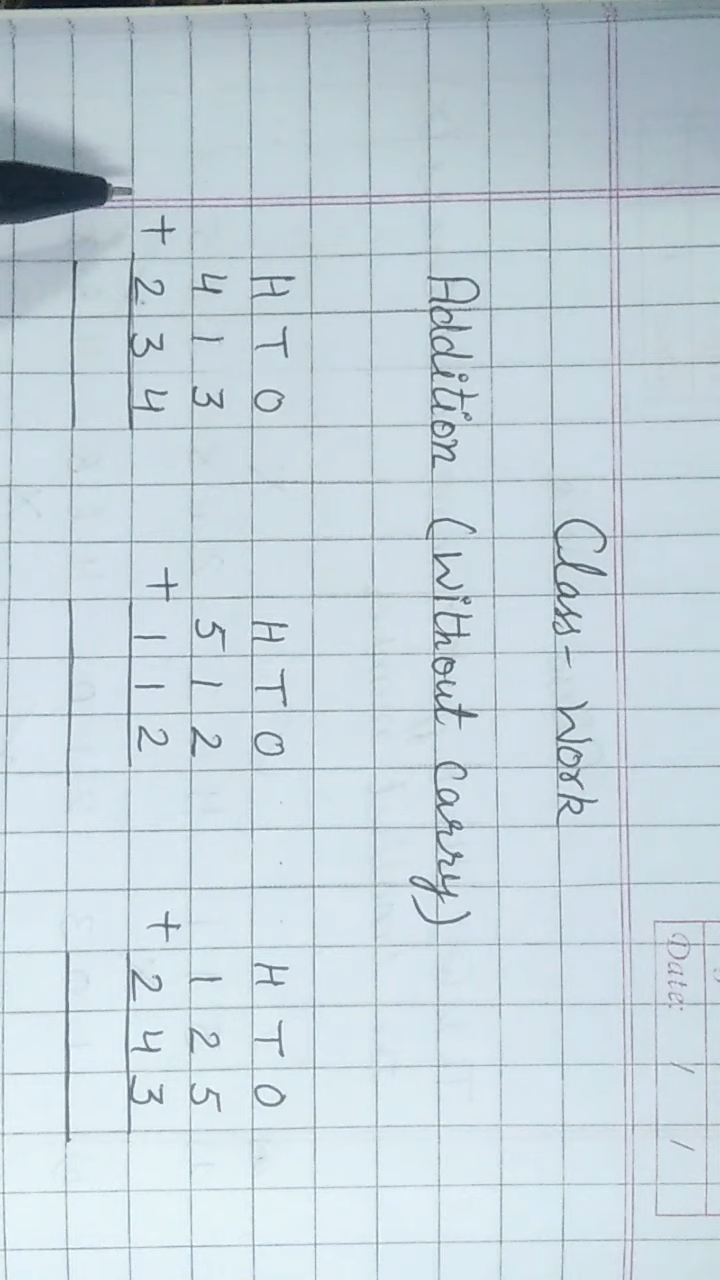 Date: / /
Class-Work
Addition (without carry)
H T O H T O H T O
4 1 3 5 1 2 1 2 5
+ 2 3 4 + 1 1 2 + 2 4 3